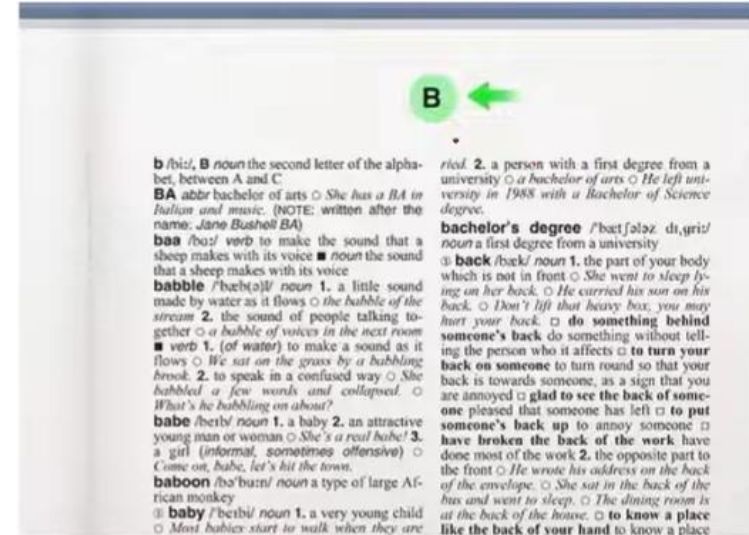 B
b /biː/, B noun the second letter of the alpha-
bet, between A and C
BA abbr bachelor of arts ○ She has a BA in
Italian and music. (NOTE: written after the
name: Jane Bushell BA)
baa /bɑː/ verb to make the sound that a
sheep makes with its voice ■ noun the sound
that a sheep makes with its voice
babble /ˈbæb(ə)l/ noun 1. a little sound
made by water as it flows ○ the babble of the
stream 2. the sound of people talking to-
gether ○ a babble of voices in the next room
■ verb 1. (of water) to make a sound as it
flows ○ We sat on the grass by a babbling
brook. 2. to speak in a confused way ○ She
babbled a few words and collapsed. ○
What's he babbling on about?
babe /beɪb/ noun 1. a baby 2. an attractive
young man or woman ○ She's a real babe! 3.
a girl (informal, sometimes offensive) ○
Come on, babe, let's hit the town.
baboon /bəˈbuːn/ noun a type of large Af-
rican monkey
① baby /ˈbeɪbi/ noun 1. a very young child
○ Most babies start to walk when they are
ried. 2. a person with a first degree from a
university ○ a bachelor of arts ○ He left uni-
versity in 1988 with a Bachelor of Science
degree.
bachelor's degree /ˈbætʃələz dɪˌɡriː/
noun a first degree from a university
① back /bæk/ noun 1. the part of your body
which is not in front ○ She went to sleep ly-
ing on her back. ○ He carried his son on his
back. ○ Don't lift that heavy box, you may
hurt your back. □ do something behind
someone's back do something without tell-
ing the person who it affects □ to turn your
back on someone to turn round so that your
back is towards someone, as a sign that you
are annoyed □ glad to see the back of some-
one pleased that someone has left □ to put
someone's back up to annoy someone □
have broken the back of the work have
done most of the work 2. the opposite part to
the front ○ He wrote his address on the back
of the envelope. ○ She sat in the back of the
bus and went to sleep. ○ The dining room is
at the back of the house. □ to know a place
like the back of your hand to know a place